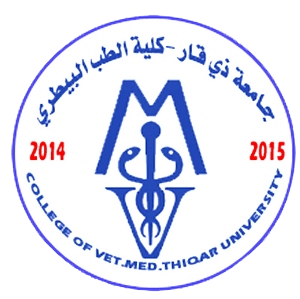 جامعة ذي قار - كلية الطب البيطري
2014
2015
M
V
COLLEGE OF VET.MED.THIQAR UNIVERSITY